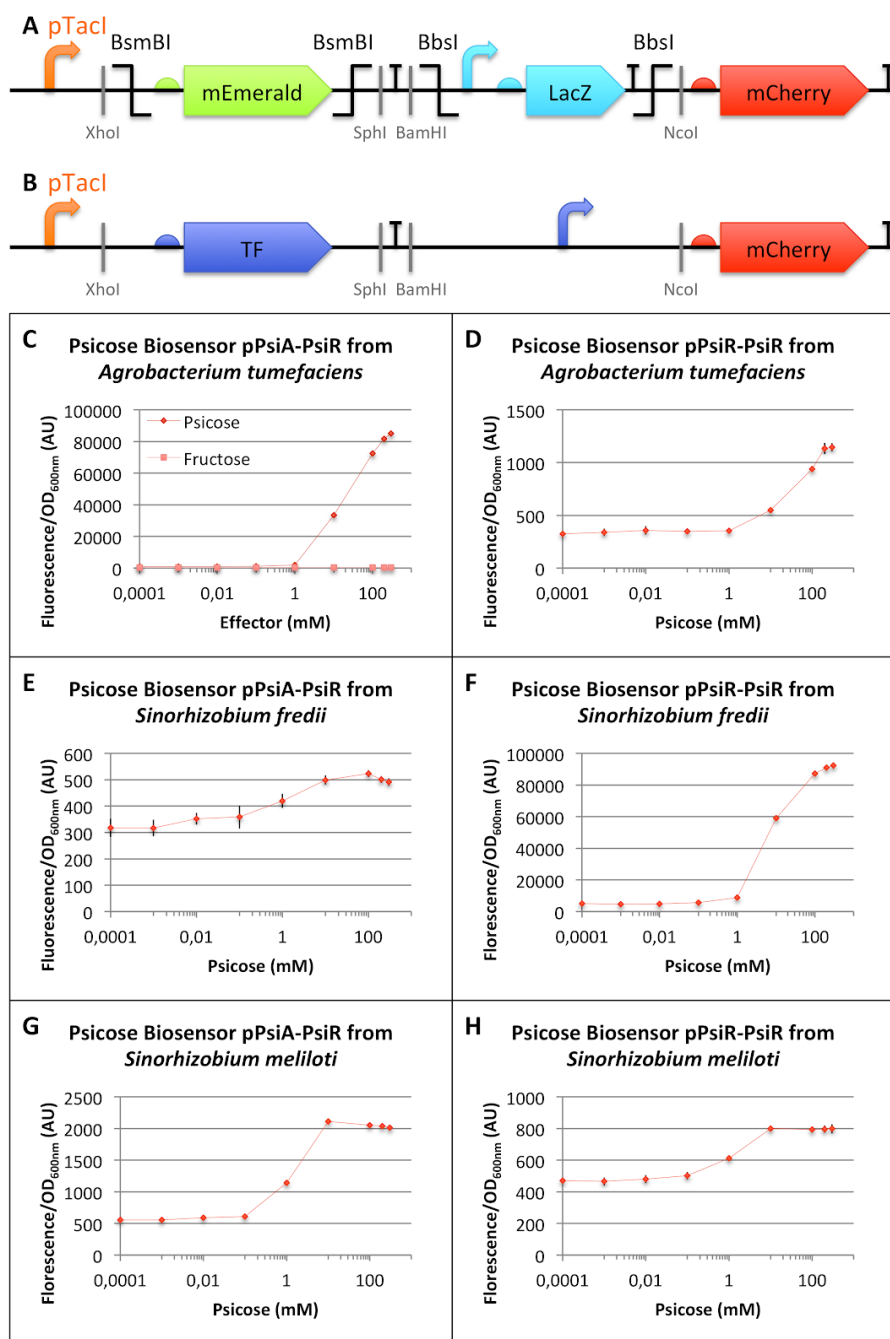 A
pTacI
BsmBI
BsmBI
BbsI
BbsI
mEmerald
LacZ
mCherry
XhoI
SphI
BamHI
NcoI
B
pTacI
TF
mCherry
XhoI
SphI
BamHI
NcoI
C
Psicose Biosensor pPsiA-PsiR from
Agrobacterium tumefaciens
Fluorescence/OD600nm (AU)
100000
80000
60000
40000
20000
0
Psicose
Fructose
0,0001 0,01 1 100
Effector (mM)
D
Psicose Biosensor pPsiR-PsiR from
Agrobacterium tumefaciens
Fluorescence/OD600nm (AU)
1500
1000
500
0
0,0001 0,01 1 100
Psicose (mM)
E
Psicose Biosensor pPsiA-PsiR from
Sinorhizobium fredii
Fluorescence/OD600nm (AU)
600
500
400
300
200
100
0
0,0001 0,01 1 100
Psicose (mM)
F
Psicose Biosensor pPsiR-PsiR from
Sinorhizobium fredii
Florescence/OD600nm (AU)
100000
80000
60000
40000
20000
0
0,0001 0,01 1 100
Psicose (mM)
G
Psicose Biosensor pPsiA-PsiR from
Sinorhizobium meliloti
Fluorescence/OD600nm (AU)
2500
2000
1500
1000
500
0
0,0001 0,01 1 100
Psicose (mM)
H
Psicose Biosensor pPsiR-PsiR from
Sinorhizobium meliloti
Florescence/OD600nm (AU)
1000
800
600
400
200
0
0,0001 0,01 1 100
Psicose (mM)